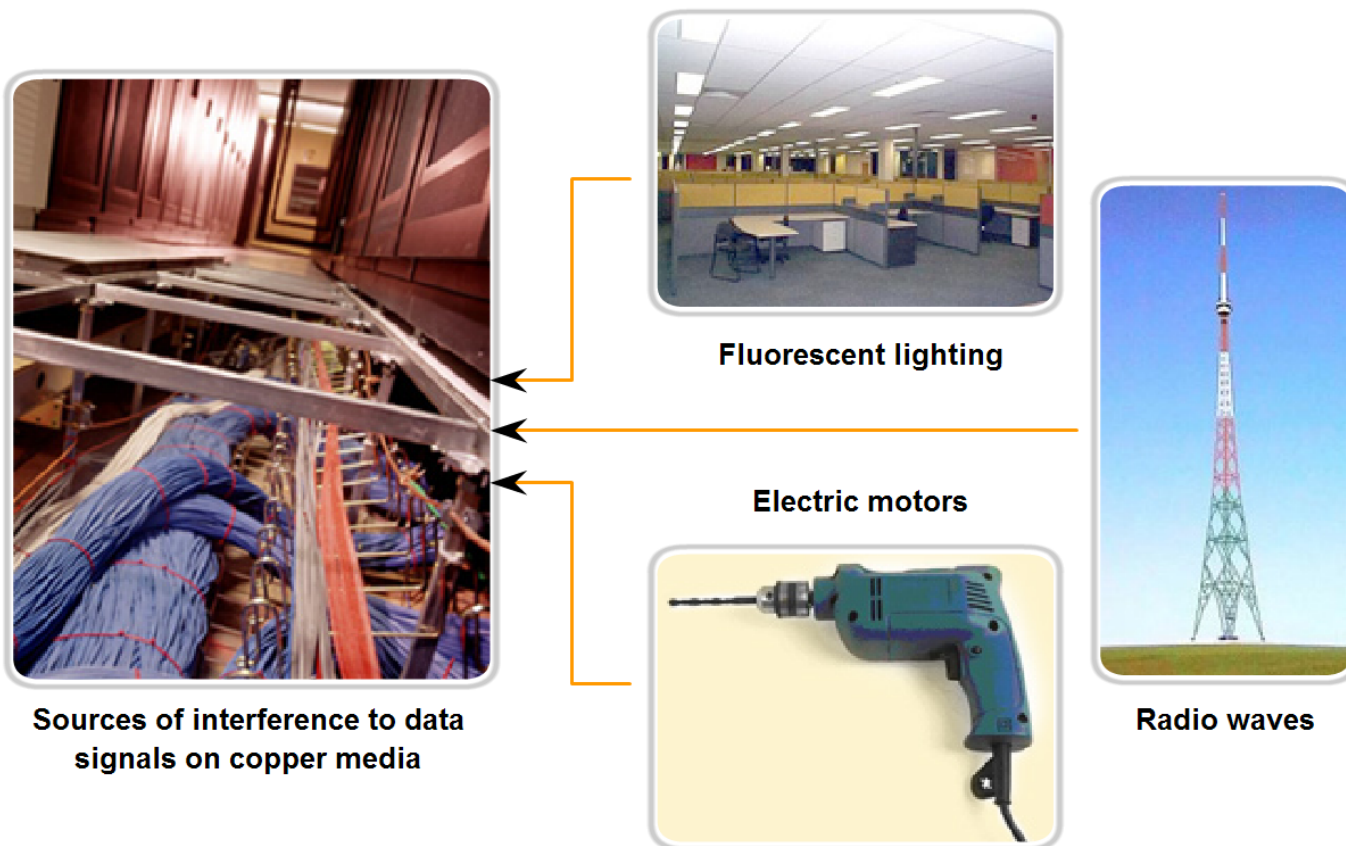 Fluorescent lighting
Electric motors
Sources of interference to data
signals on copper media
Radio waves